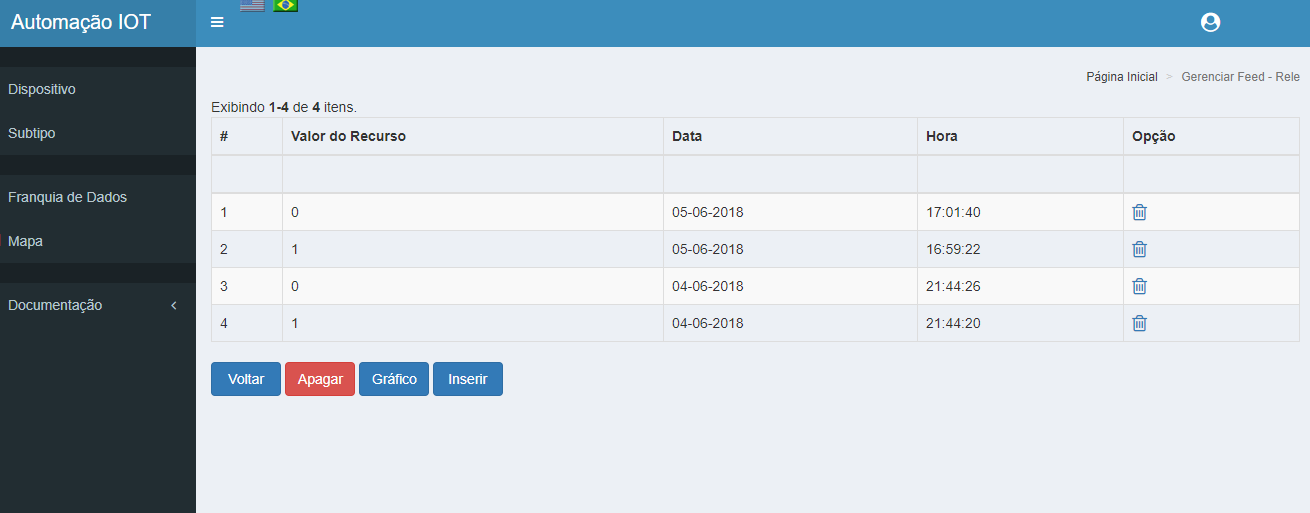 Automação IOT
Dispositivo
Subtipo
Franquia de Dados
Mapa
Documentação
Página Inicial > Gerenciar Feed - Rele
Exibindo 1-4 de 4 itens.
# Valor do Recurso Data Hora Opção
1 0 05-06-2018 17:01:40
2 1 05-06-2018 16:59:22
3 0 04-06-2018 21:44:26
4 1 04-06-2018 21:44:20
Voltar Apagar Gráfico Inserir